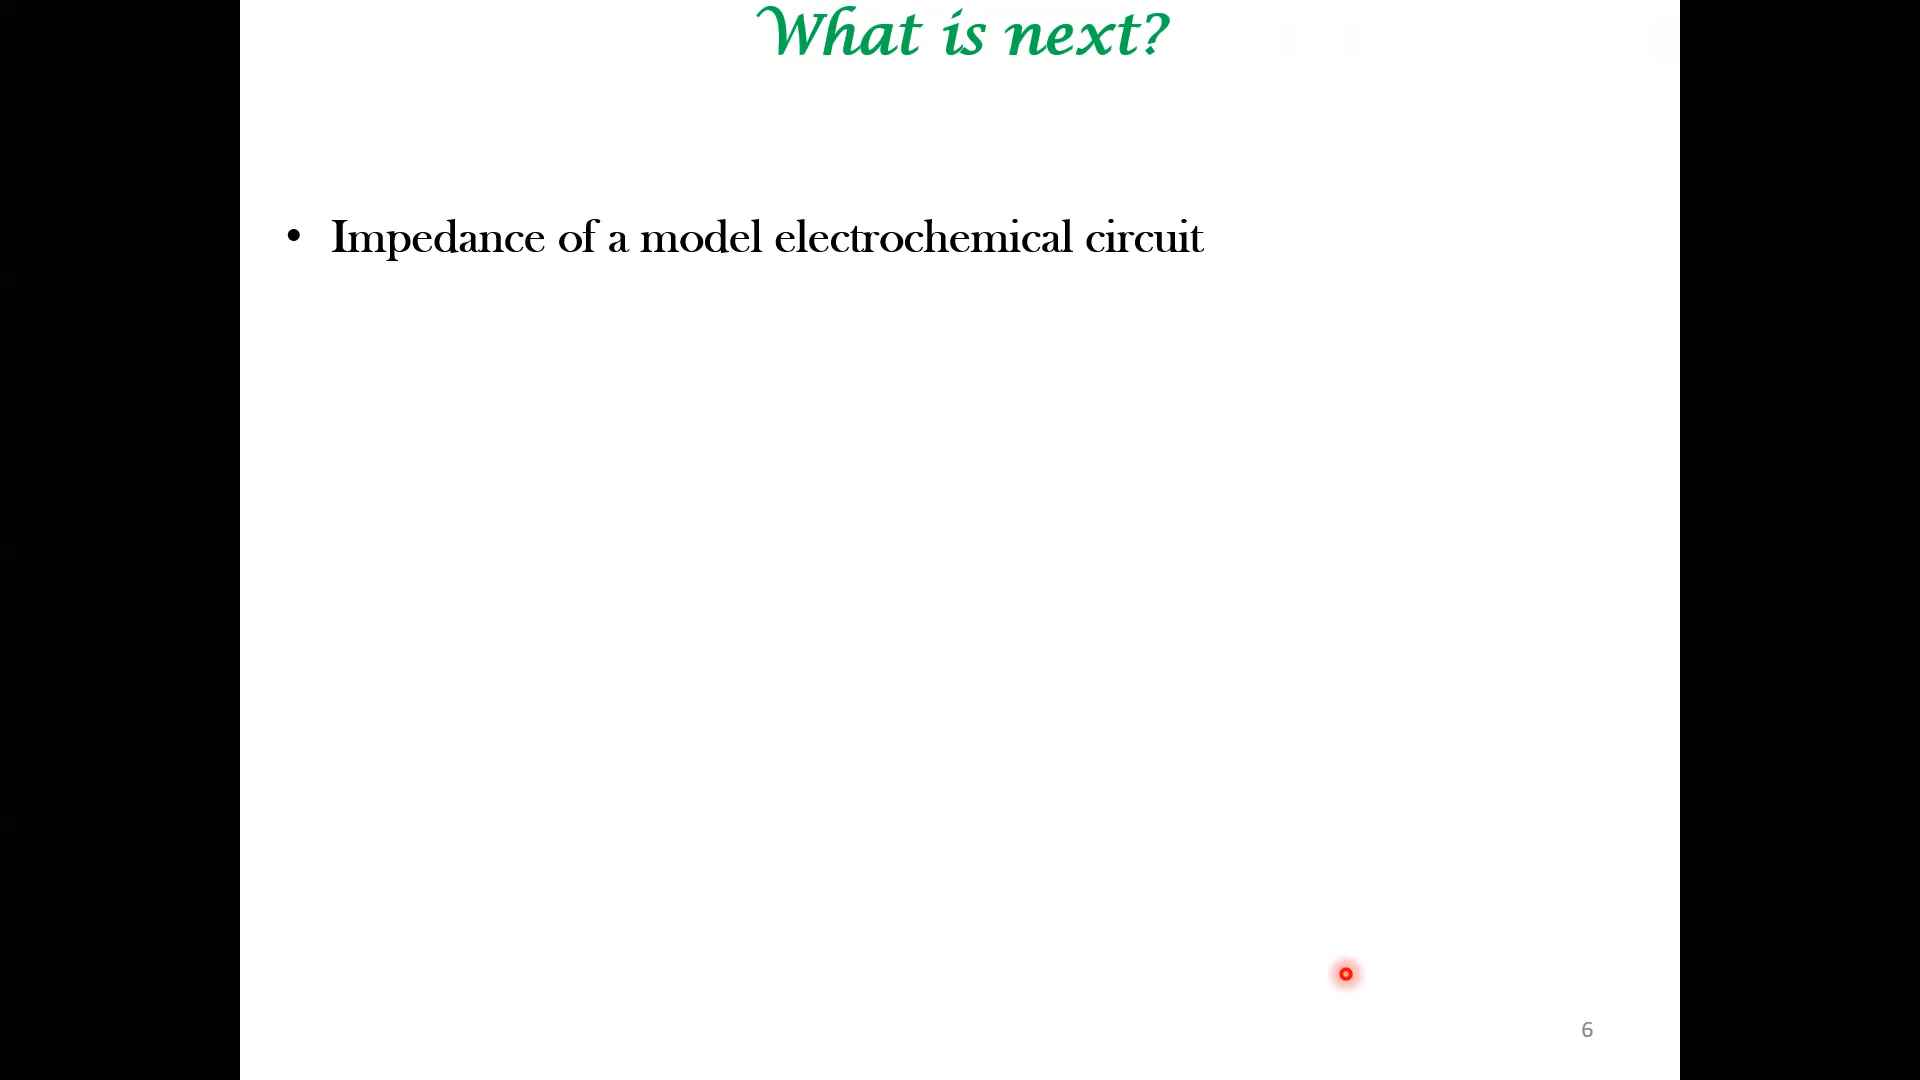 What is next?
• Impedance of a model electrochemical circuit
6